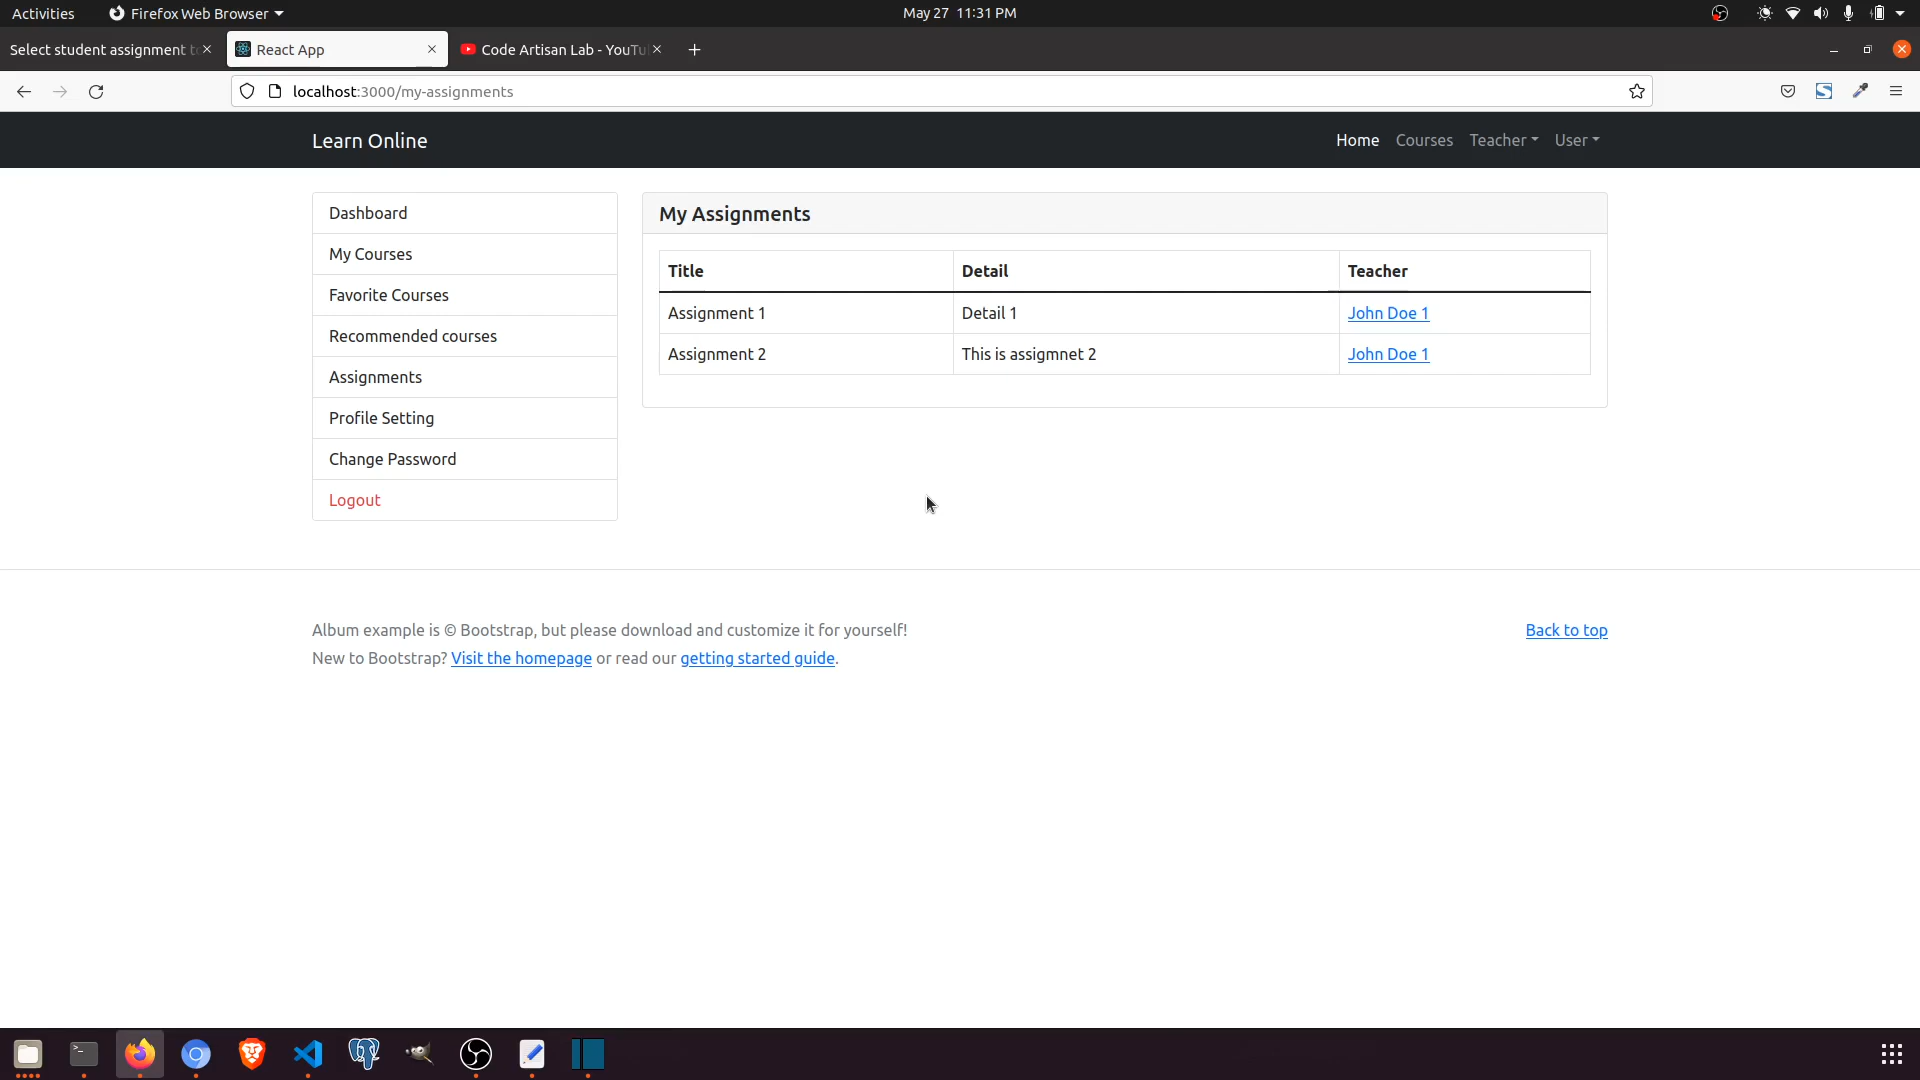 Activities Firefox Web Browser May 27 11:31 PM
Select student assignment t React App Code Artisan Lab - YouTu
localhost:3000/my-assignments
Learn Online Home Courses Teacher User
Dashboard
My Courses
Favorite Courses
Recommended courses
Assignments
Profile Setting
Change Password
Logout
My Assignments
Title Detail Teacher
Assignment 1 Detail 1 John Doe 1
Assignment 2 This is assigmnet 2 John Doe 1
Album example is © Bootstrap, but please download and customize it for yourself! Back to top
New to Bootstrap? Visit the homepage or read our getting started guide.